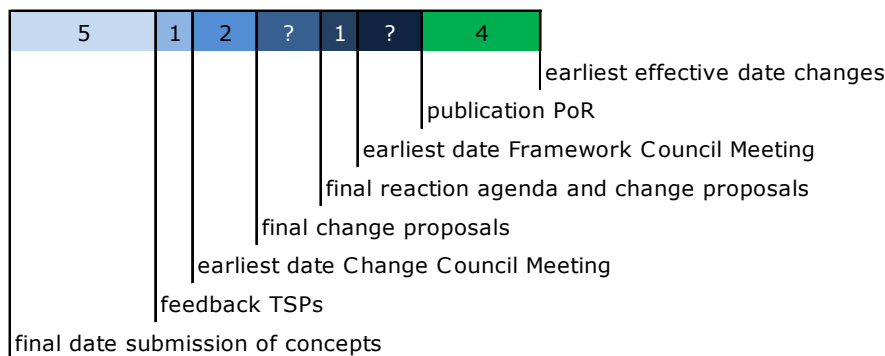 5 1 2 ? 1 ? 4
earliest effective date changes
publication PoR
earliest date Framework Council Meeting
final reaction agenda and change proposals
final change proposals
earliest date Change Council Meeting
feedback TSPs
final date submission of concepts